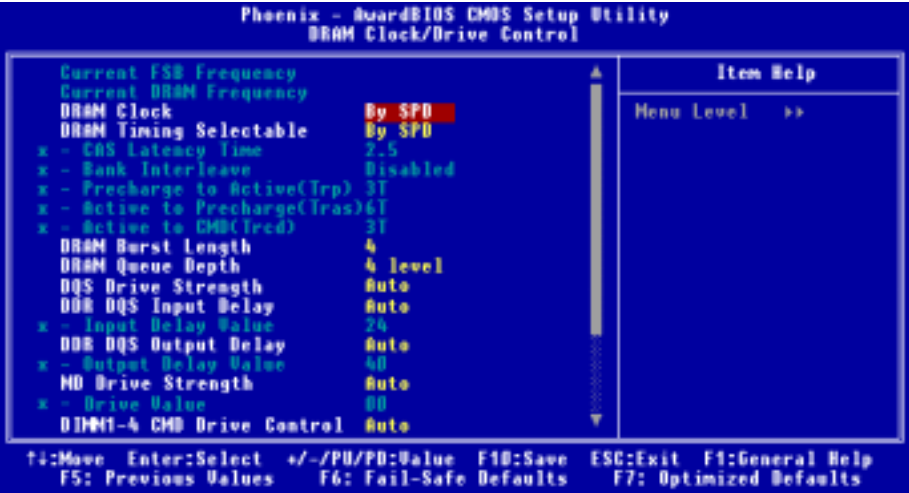 Phoenix - AwardBIOS CMOS Setup Utility
DRAM Clock/Drive Control
Current FSB Frequency
Current DRAM Frequency
DRAM Clock By SPD
DRAM Timing Selectable By SPD
x - CAS Latency Time 2.5
x - Bank Interleave Disabled
x - Precharge to Active(Trp) 3T
x - Active to Precharge(Tras)6T
x - Active to CMD(Trcd) 3T
DRAM Burst Length 4
DRAM Queue Depth 4 level
DQS Drive Strength Auto
DDR DQS Input Delay Auto
x - Input Delay Value 24
DDR DQS Output Delay Auto
x - Output Delay Value 40
MD Drive Strength Auto
x - Drive Value 00
DIMM1-4 CMD Drive Control Auto
Item Help
Menu Level ▸▸
↑↓:Move Enter:Select +/-/PU/PD:Value F10:Save ESC:Exit F1:General Help
F5: Previous Values F6: Fail-Safe Defaults F7: Optimized Defaults